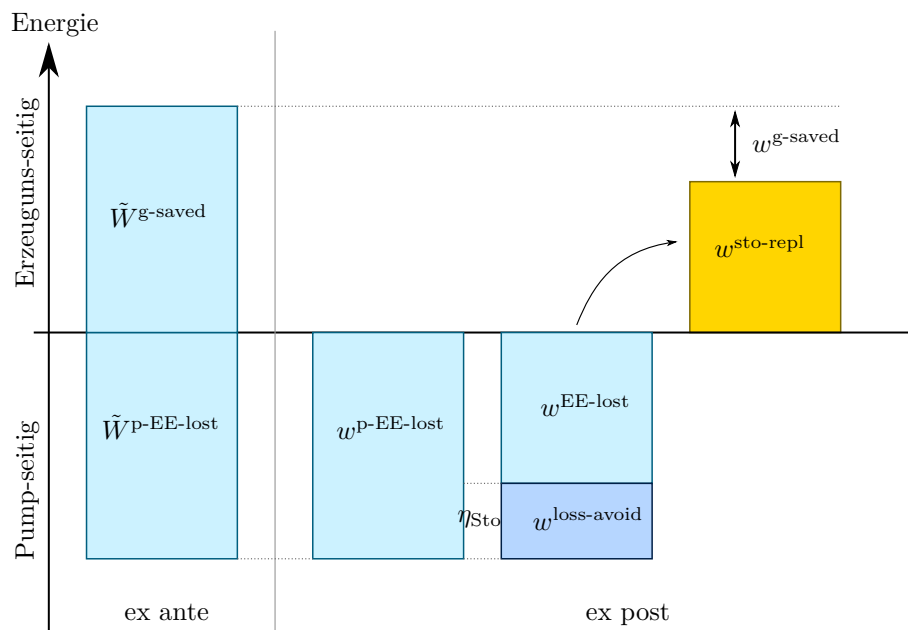 Energie
Erzeuguns-seitig
Pump-seitig
W̃^g-saved
w^g-saved
w^sto-repl
W̃^p-EE-lost
w^p-EE-lost
w^EE-lost
η_Sto
w^loss-avoid
ex ante
ex post